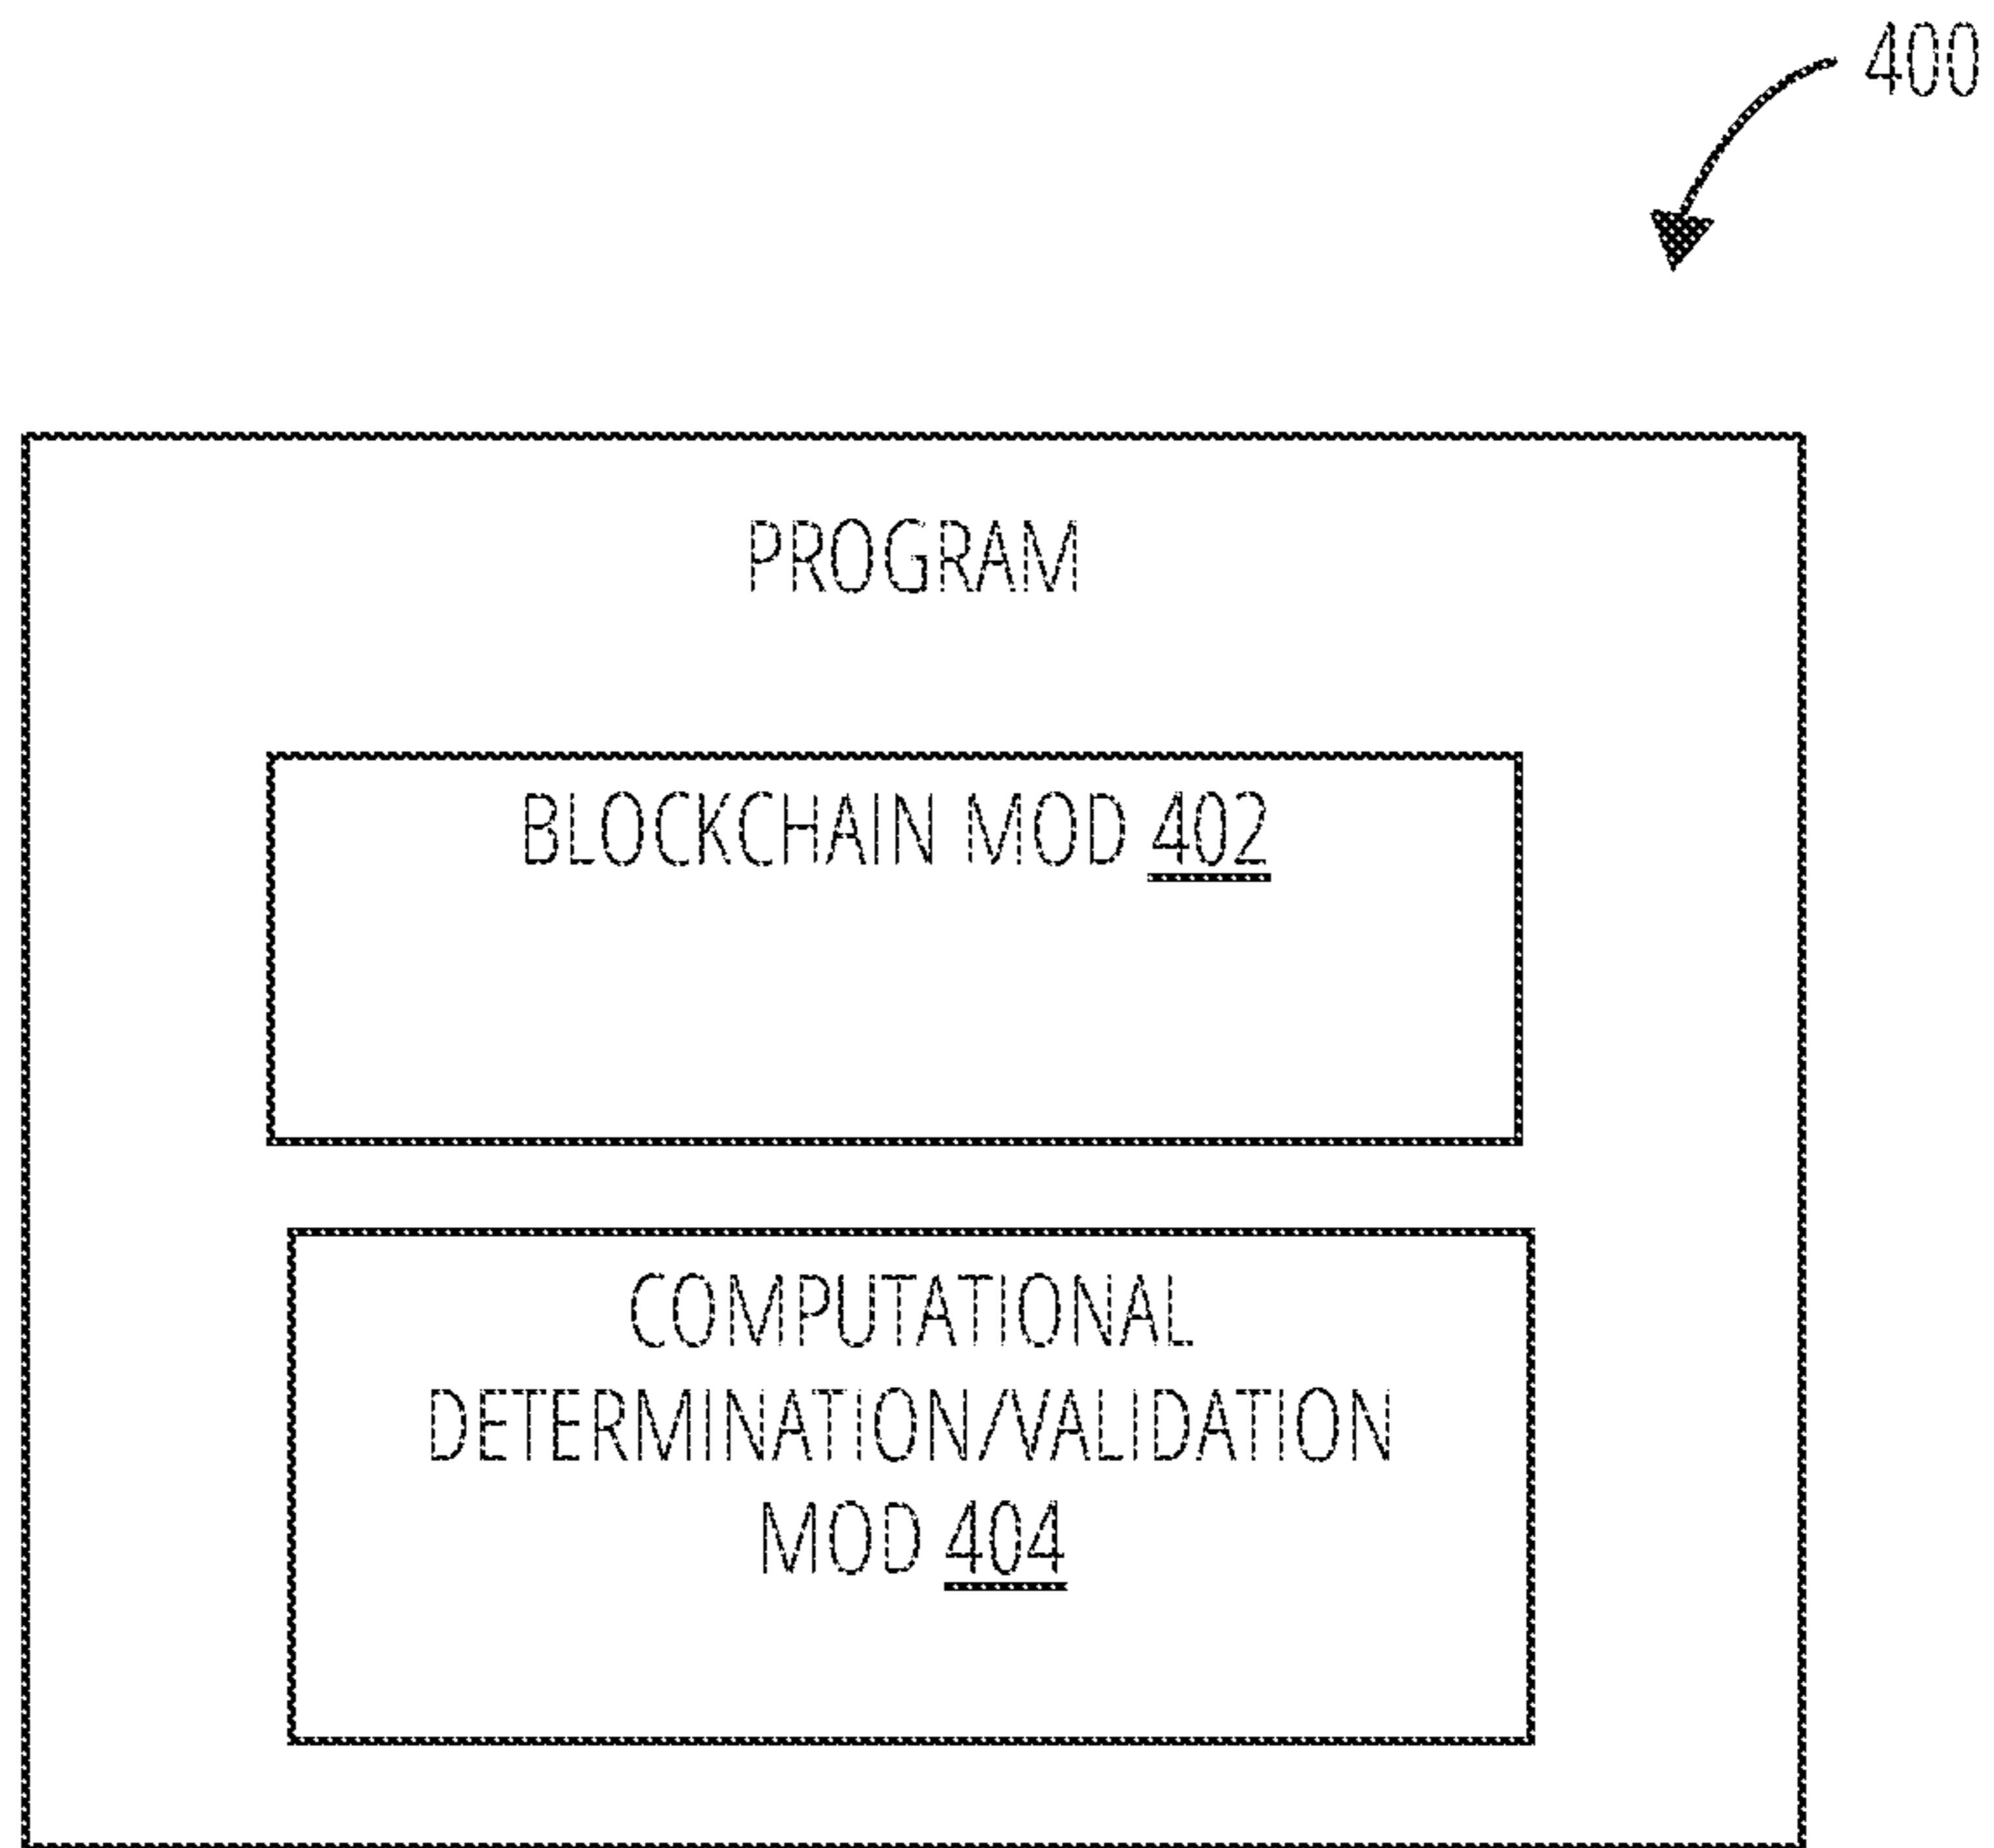 400
PROGRAM
BLOCKCHAIN MOD 402
COMPUTATIONAL
DETERMINATION/VALIDATION
MOD 404